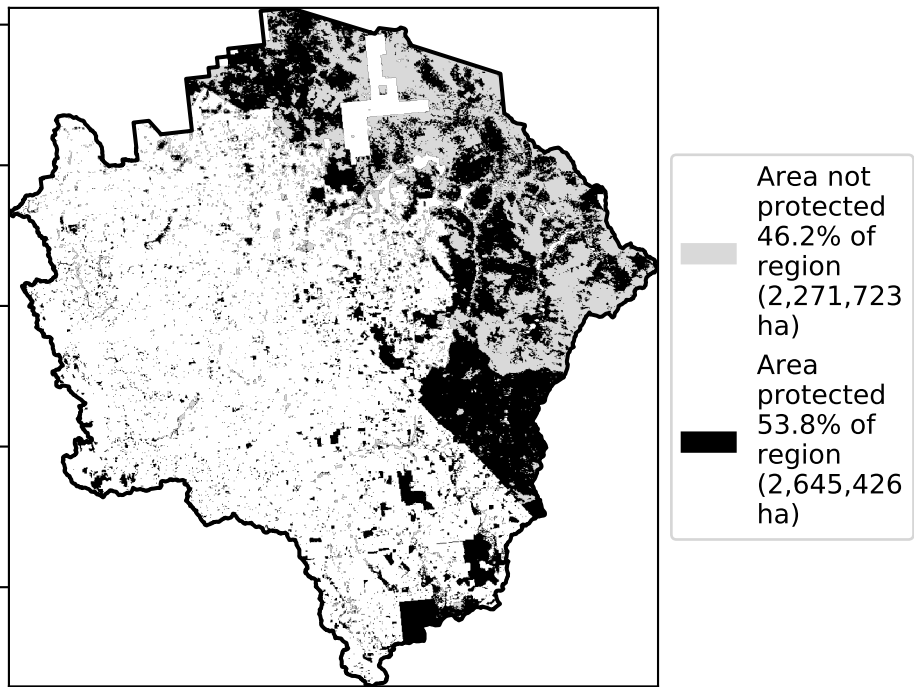 Area not
protected
46.2% of
region
(2,271,723
ha)
Area
protected
53.8% of
region
(2,645,426
ha)